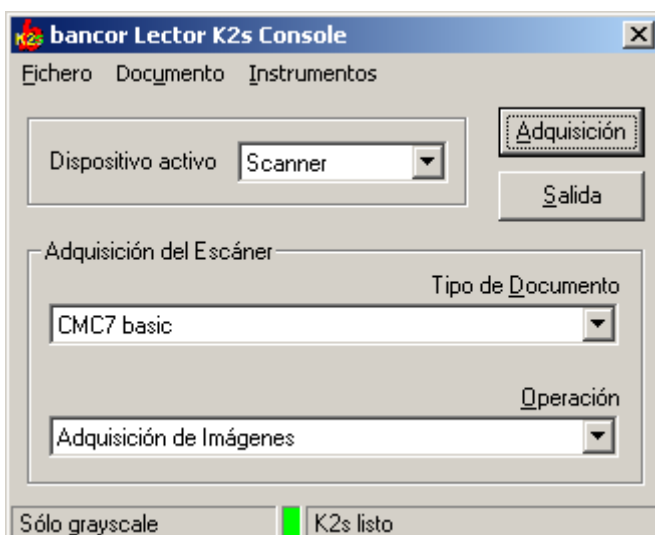 K2s bancor Lector K2s Console
Fichero Documento Instrumentos
Dispositivo activo Scanner
Adquisición
Salida
Adquisición del Escáner
Tipo de Documento
CMC7 basic
Operación
Adquisición de Imágenes
Sólo grayscale K2s listo